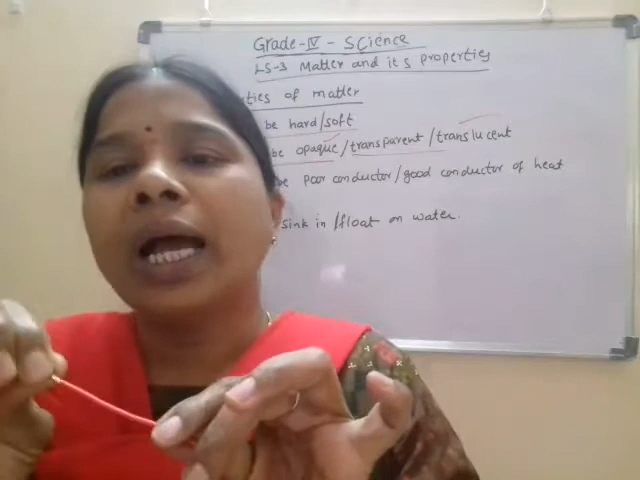 Grade-IV - Science
LS-3 Matter and its properties
ties of matter
be hard/soft
be opaque/transparent/translucent
be poor conductor/good conductor of heat
sink in/float on water.